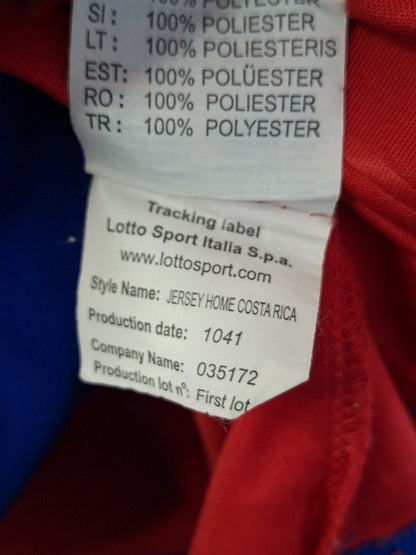 100% POLYESTER
SI: 100% POLIESTER
LT: 100% POLIESTERIS
EST: 100% POLÜESTER
RO: 100% POLIESTER
TR: 100% POLYESTER
Tracking label
Lotto Sport Italia S.p.a.
www.lottosport.com
Style Name: JERSEY HOME COSTA RICA
Production date: 1041
Company Name: 035172
Production lot n°: First lot